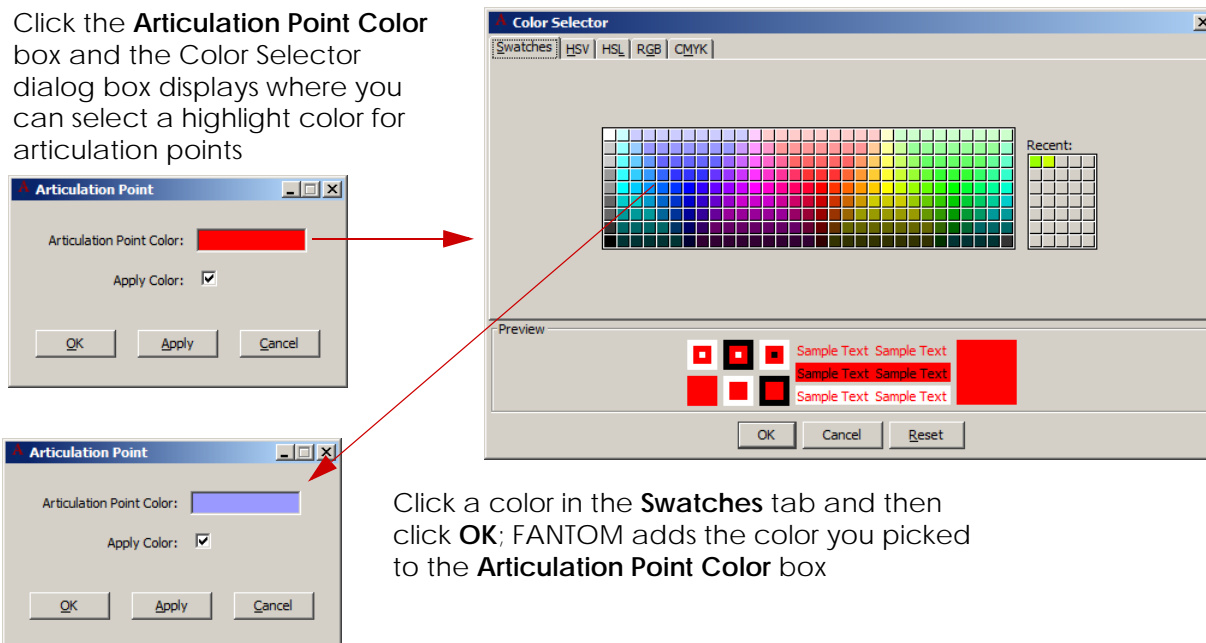 Click the Articulation Point Color
box and the Color Selector
dialog box displays where you
can select a highlight color for
articulation points
Color Selector
Swatches HSV HSL RGB CMYK
Recent:
Articulation Point
Articulation Point Color:
Apply Color:
OK Apply Cancel
Preview
Sample Text Sample Text
Sample Text Sample Text
Sample Text Sample Text
OK Cancel Reset
Articulation Point
Articulation Point Color:
Apply Color:
OK Apply Cancel
Click a color in the Swatches tab and then
click OK; FANTOM adds the color you picked
to the Articulation Point Color box